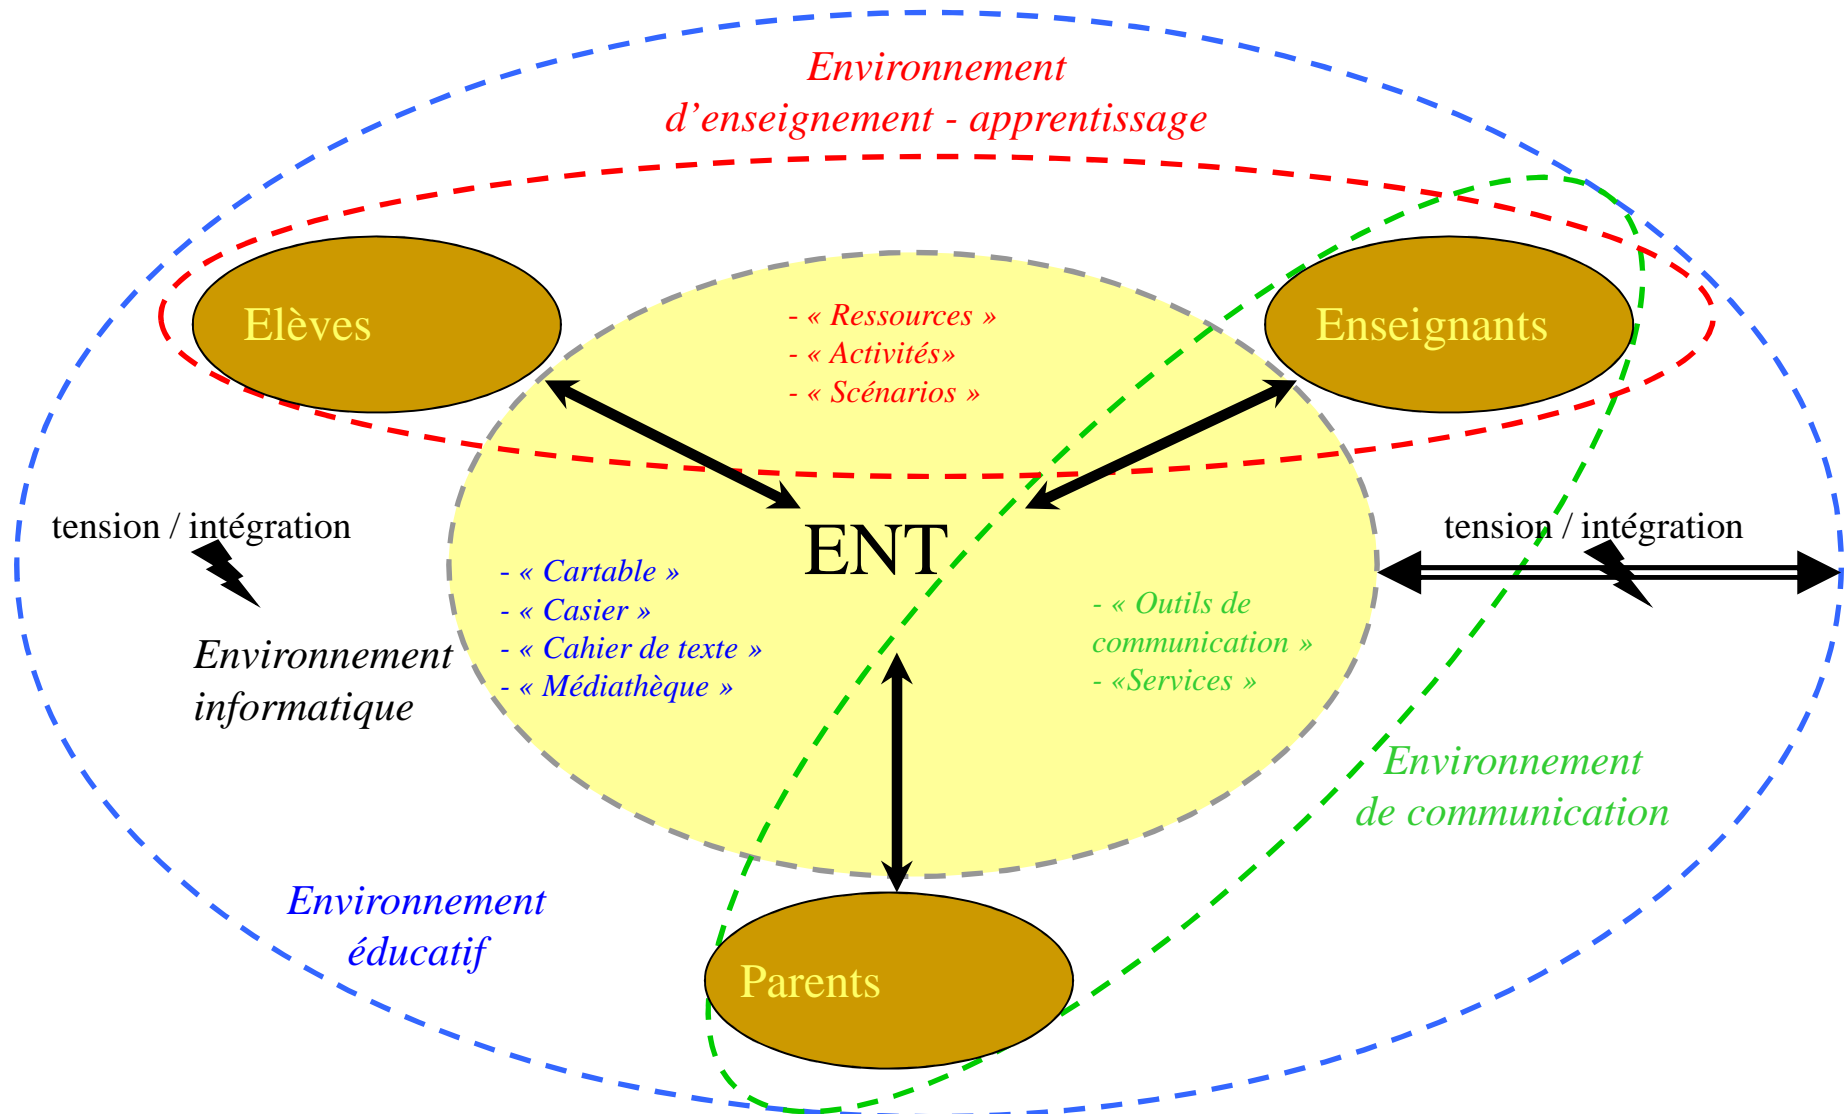 Environnement
d’enseignement - apprentissage
Elèves
Enseignants
- « Ressources »
- « Activités»
- « Scénarios »
tension / intégration
ENT
tension / intégration
- « Cartable »
- « Casier »
- « Cahier de texte »
- « Médiathèque »
- « Outils de
communication »
- «Services »
Environnement
informatique
Environnement
de communication
Environnement
éducatif
Parents